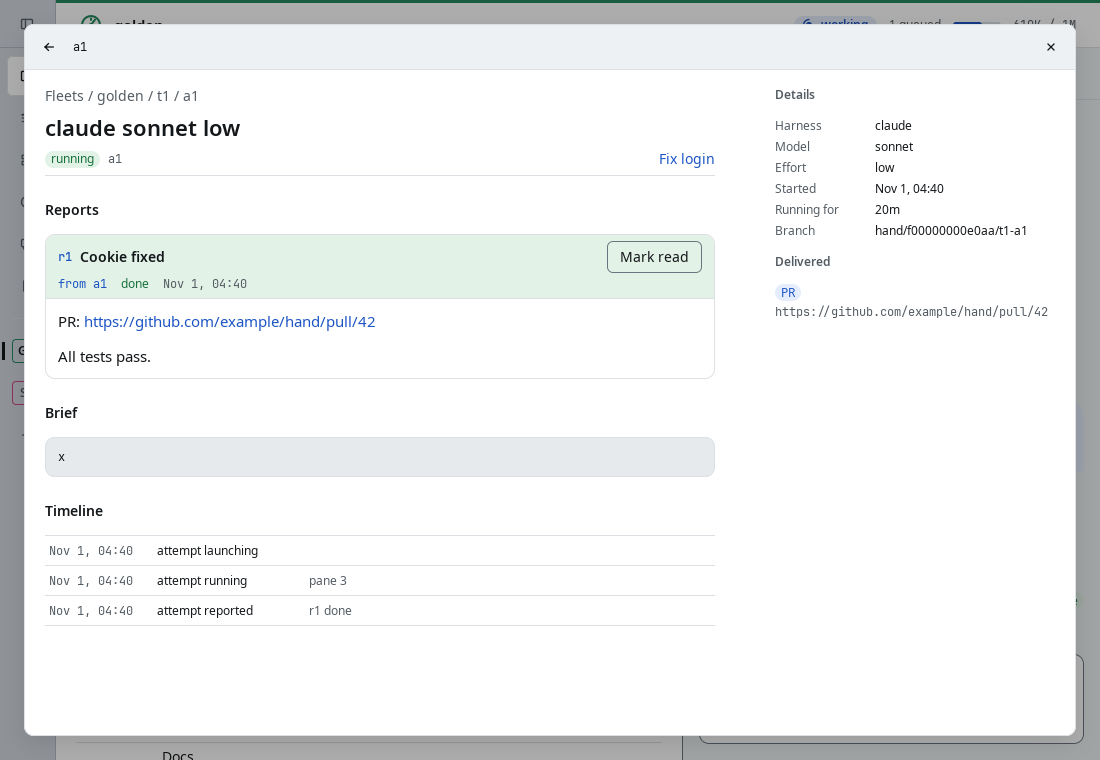 a1
Fleets / golden / t1 / a1
claude sonnet low
running a1
Fix login
Reports
r1 Cookie fixed
Mark read
from a1 done Nov 1, 04:40
PR: https://github.com/example/hand/pull/42
All tests pass.
Brief
x
Timeline
Nov 1, 04:40 attempt launching
Nov 1, 04:40 attempt running pane 3
Nov 1, 04:40 attempt reported r1 done
Details
Harness claude
Model sonnet
Effort low
Started Nov 1, 04:40
Running for 20m
Branch hand/f00000000e0aa/t1-a1
Delivered
PR
https://github.com/example/hand/pull/42
Docs